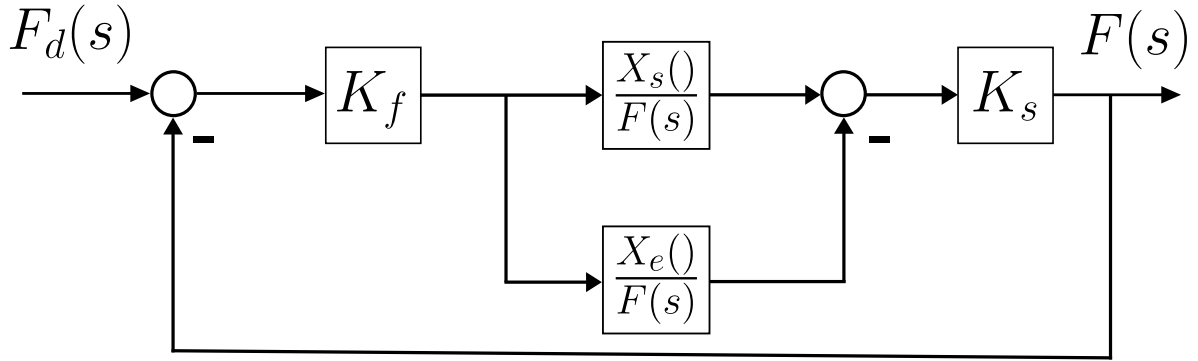 F_d(s)
K_f
X_s()
F(s)
-
X_e()
F(s)
-
K_s
F(s)